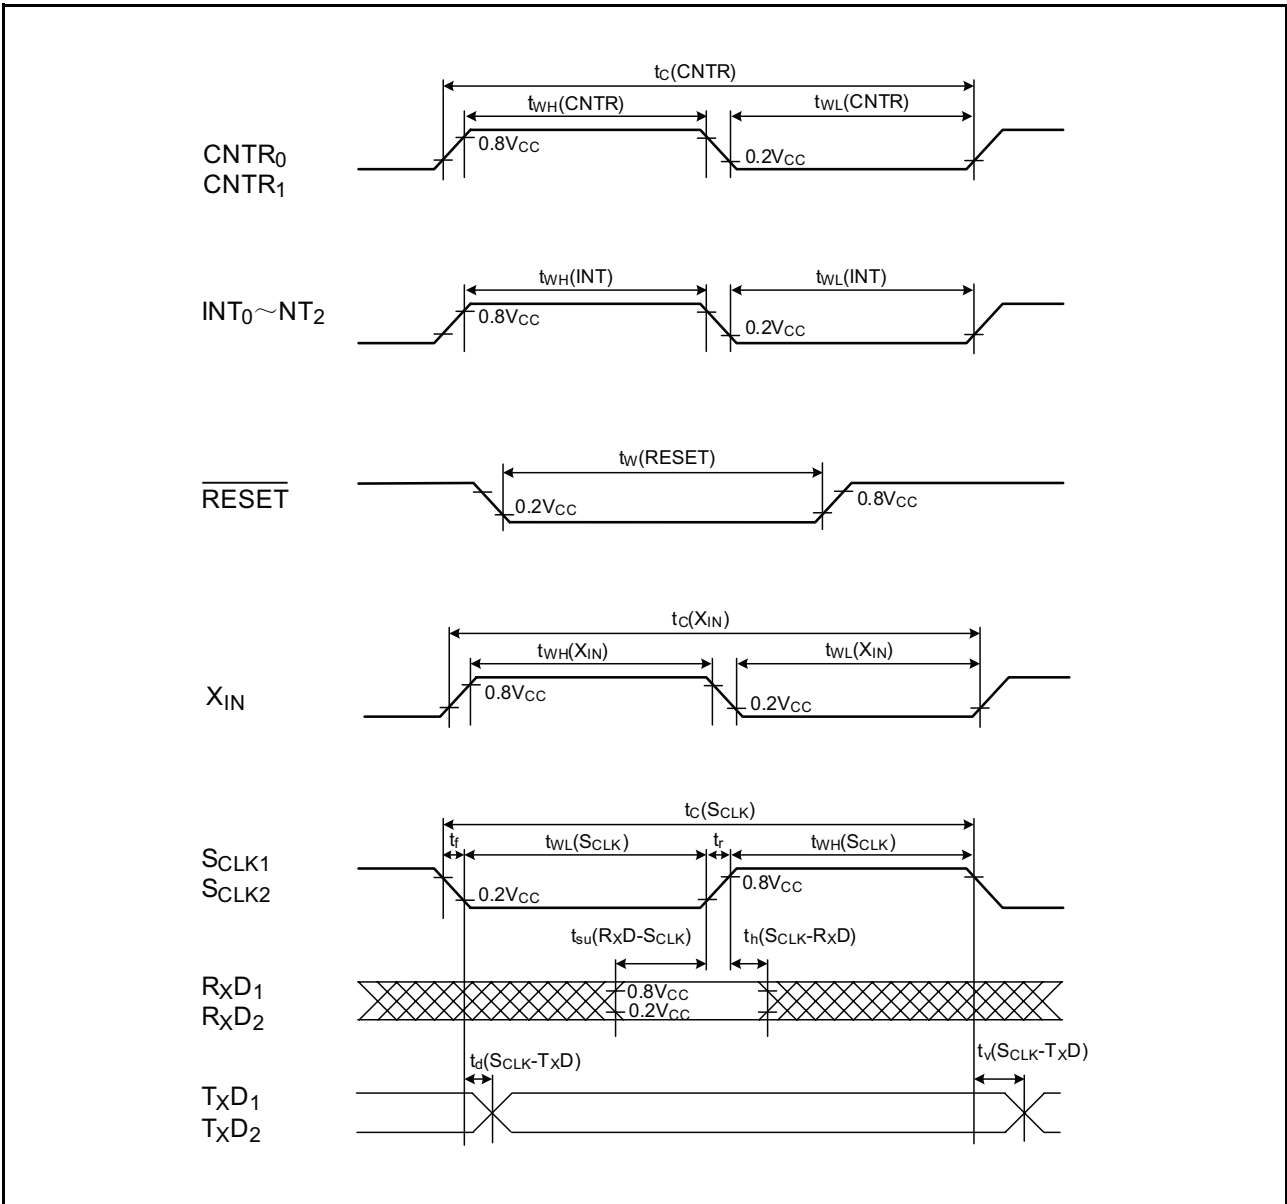 tC(CNTR)
tWH(CNTR) tWL(CNTR)
CNTR0
CNTR1
0.8VCC 0.2VCC
tWH(INT) tWL(INT)
INT0～NT2
0.8VCC 0.2VCC
tW(RESET)
RESET
0.2VCC 0.8VCC
tC(XIN)
tWH(XIN) tWL(XIN)
XIN
0.8VCC 0.2VCC
tC(SCLK)
tf tWL(SCLK) tr tWH(SCLK)
SCLK1
SCLK2
0.2VCC 0.8VCC
tsu(RXD-SCLK) th(SCLK-RXD)
RXD1
RXD2
0.8VCC
0.2VCC
td(SCLK-TXD) tv(SCLK-TXD)
TXD1
TXD2